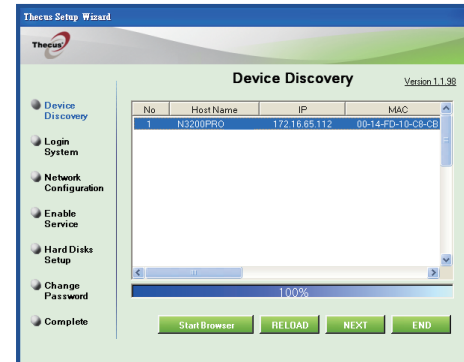 Thecus Setup Wizard
Thecus
Device Discovery
Version 1.1.98
Device
Discovery
Login
System
Network
Configuration
Enable
Service
Hard Disks
Setup
Change
Password
Complete
No Host Name IP MAC
1 N3200PRO 172.16.65.112 00-14-FD-10-C8-CB
100%
Start Browser RELOAD NEXT END